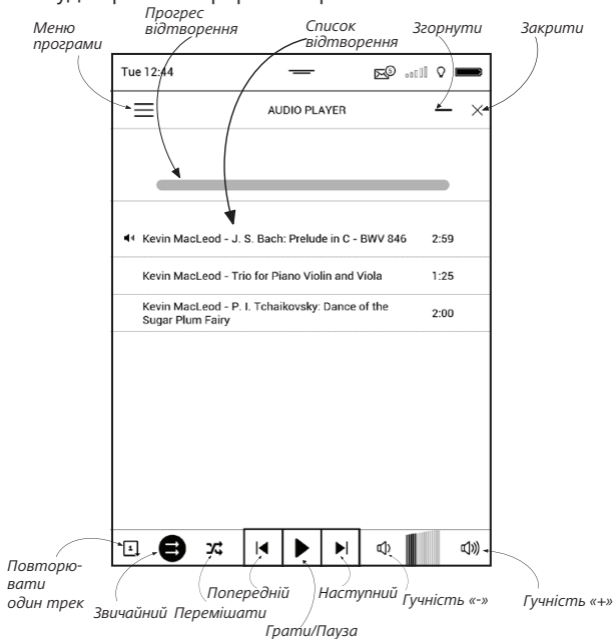 Прогрес
відтворення
Меню
програми
Список
відтворення
Згорнути
Закрити
Tue 12:44
5
AUDIO PLAYER
Kevin MacLeod - J. S. Bach: Prelude in C - BWV 846 2:59
Kevin MacLeod - Trio for Piano Violin and Viola 1:25
Kevin MacLeod - P. I. Tchaikovsky: Dance of the
Sugar Plum Fairy 2:00
1
Повторю-
вати
один трек
Звичайний
Перемішати
Попередній
Грати/Пауза
Наступний
Гучність «-»
Гучність «+»